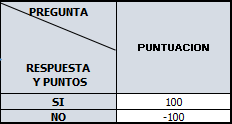 PREGUNTA
PUNTUACION
RESPUESTA
Y PUNTOS
SI 100
NO -100